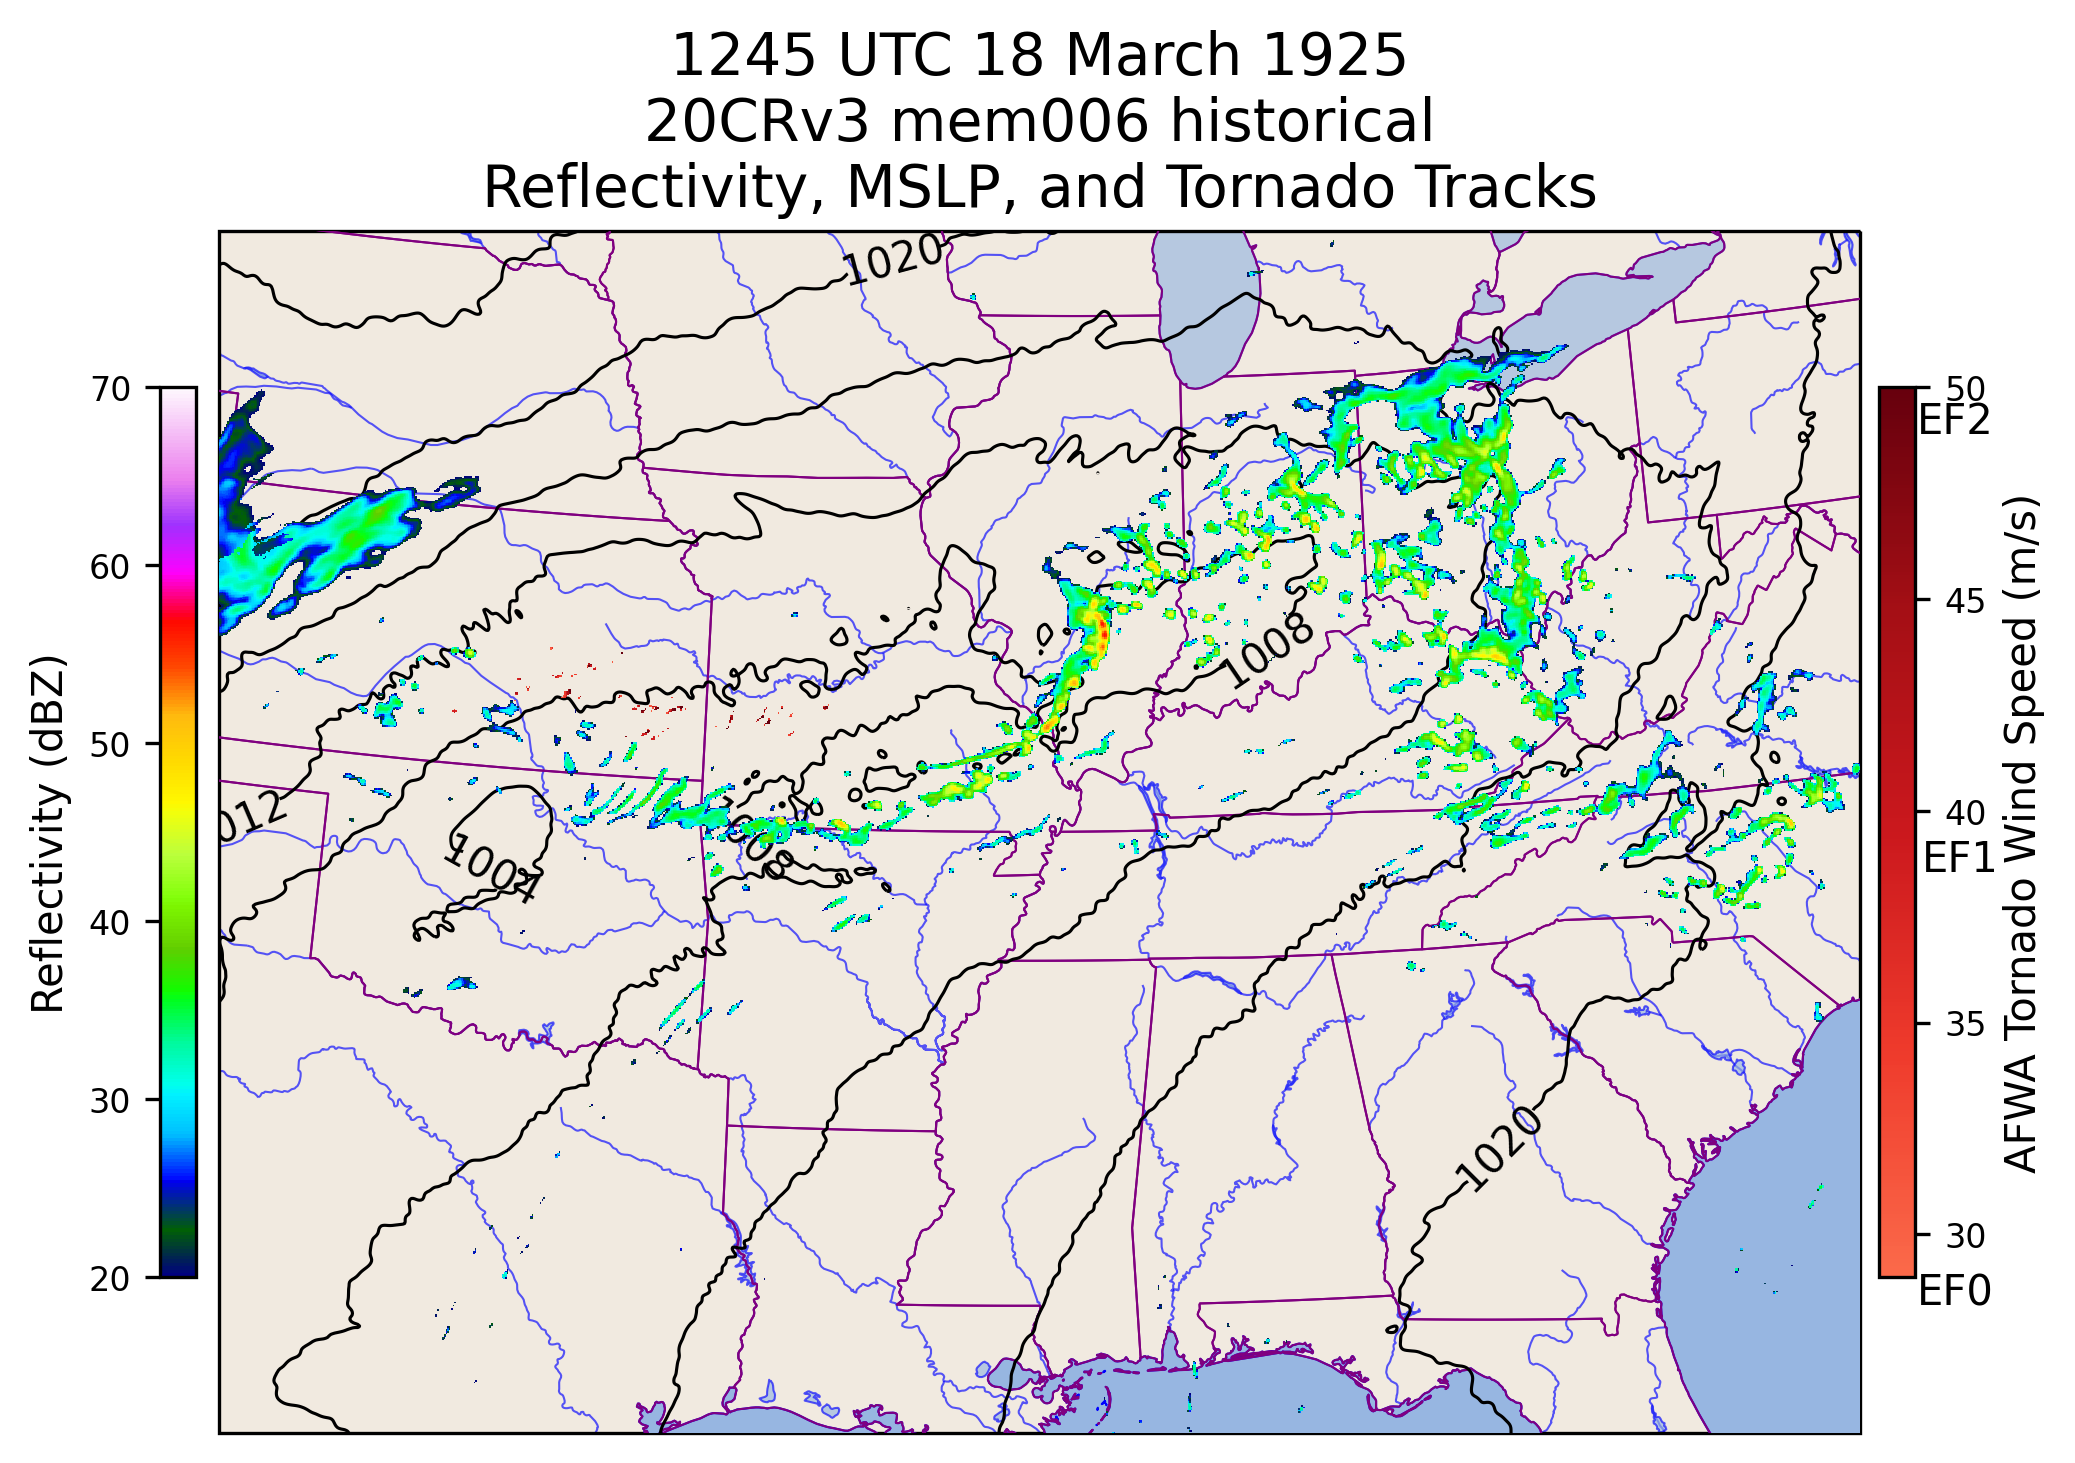 1245 UTC 18 March 1925
20CRv3 mem006 historical
Reflectivity, MSLP, and Tornado Tracks
1020
1008
1012
1008
1004
1020
Reflectivity (dBZ)
70
60
50
40
30
20
AFWA Tornado Wind Speed (m/s)
50
EF2
45
40
EF1
35
30
EF0